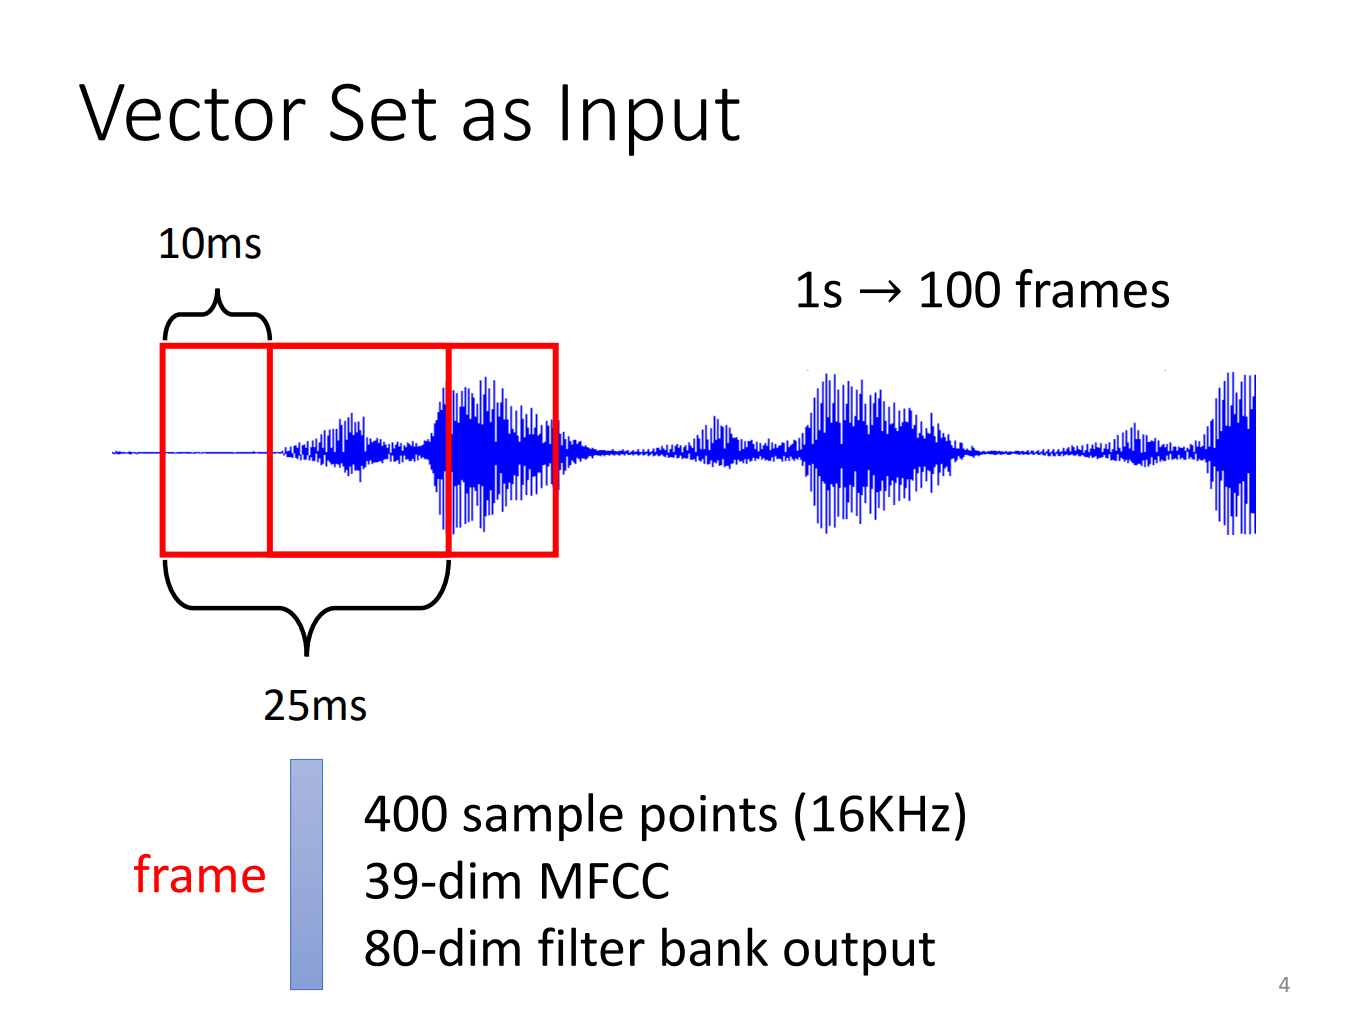 Vector Set as Input
10ms
1s → 100 frames
25ms
400 sample points (16KHz)
frame
39-dim MFCC
80-dim filter bank output
4